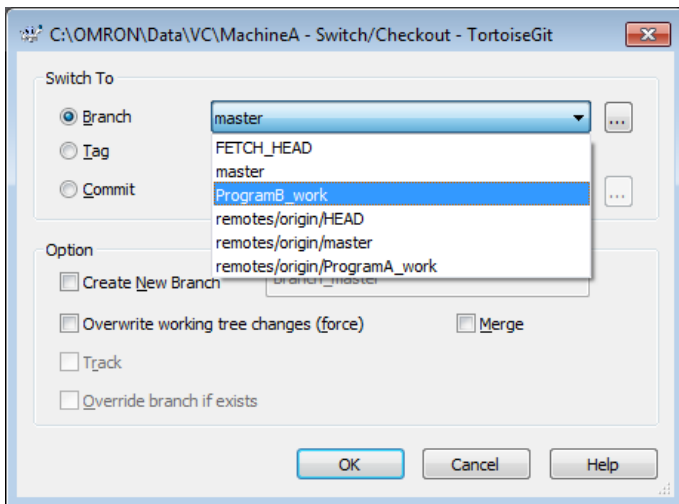 C:\OMRON\Data\VC\MachineA - Switch/Checkout - TortoiseGit
Switch To
Branch
master
...
FETCH_HEAD
Tag
master
Commit
ProgramB_work
...
remotes/origin/HEAD
remotes/origin/master
Option
remotes/origin/ProgramA_work
Create New Branch
branch_master
Overwrite working tree changes (force)
Merge
Track
Override branch if exists
OK
Cancel
Help